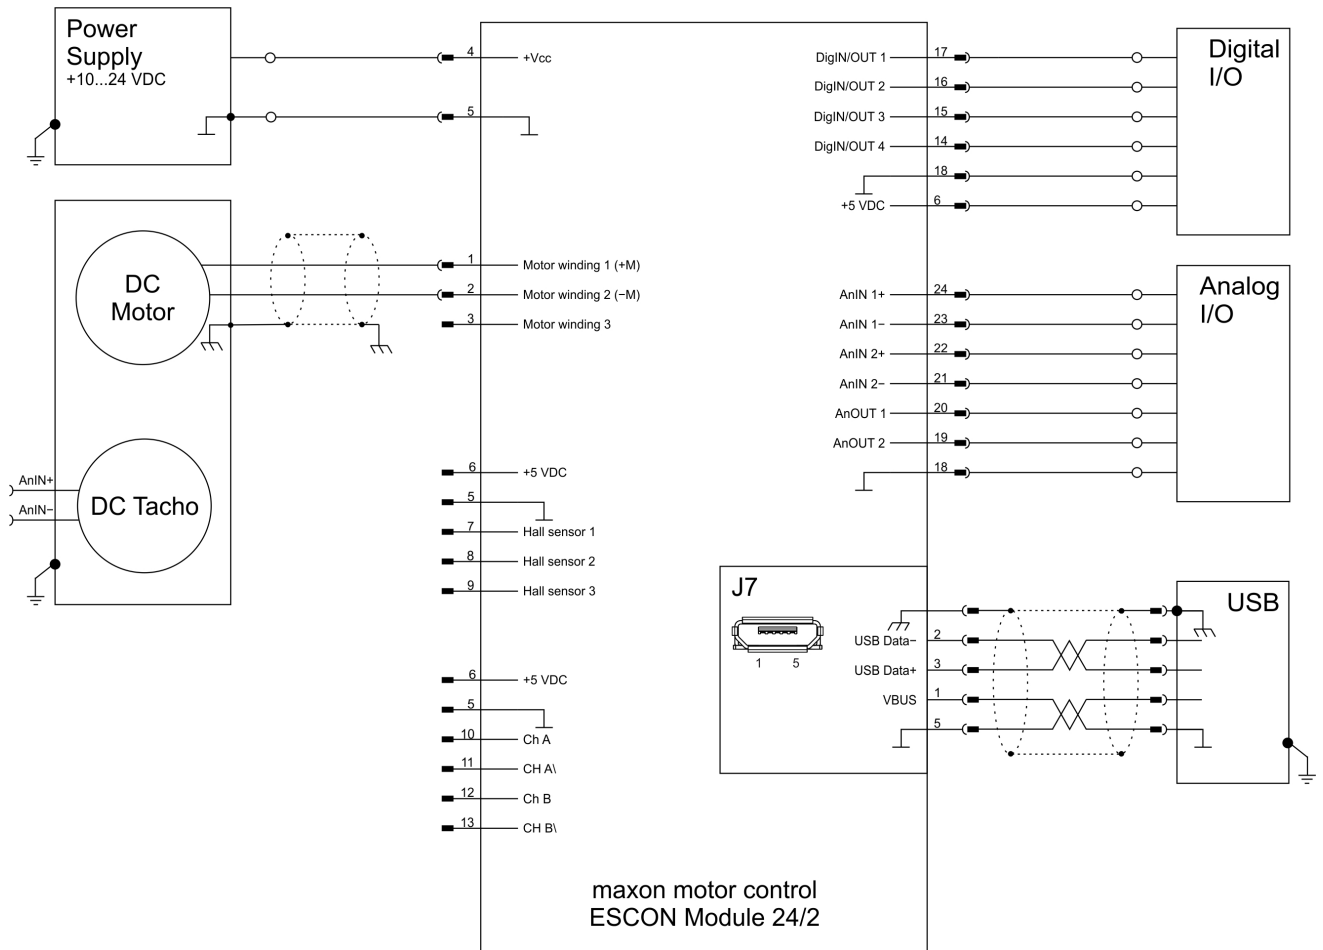 Power
Supply
+10...24 VDC
4
+Vcc
5
DC
Motor
1
Motor winding 1 (+M)
2
Motor winding 2 (−M)
3
Motor winding 3
AnIN+
AnIN−
DC Tacho
6
+5 VDC
5
7
Hall sensor 1
8
Hall sensor 2
9
Hall sensor 3
6
+5 VDC
5
10
Ch A
11
CH A\
12
Ch B
13
CH B\
DigIN/OUT 1
17
DigIN/OUT 2
16
DigIN/OUT 3
15
DigIN/OUT 4
14
18
+5 VDC
6
Digital
I/O
AnIN 1+
24
AnIN 1−
23
AnIN 2+
22
AnIN 2−
21
AnOUT 1
20
AnOUT 2
19
18
Analog
I/O
J7
1 5
USB Data−
2
USB Data+
3
VBUS
1
5
USB
maxon motor control
ESCON Module 24/2